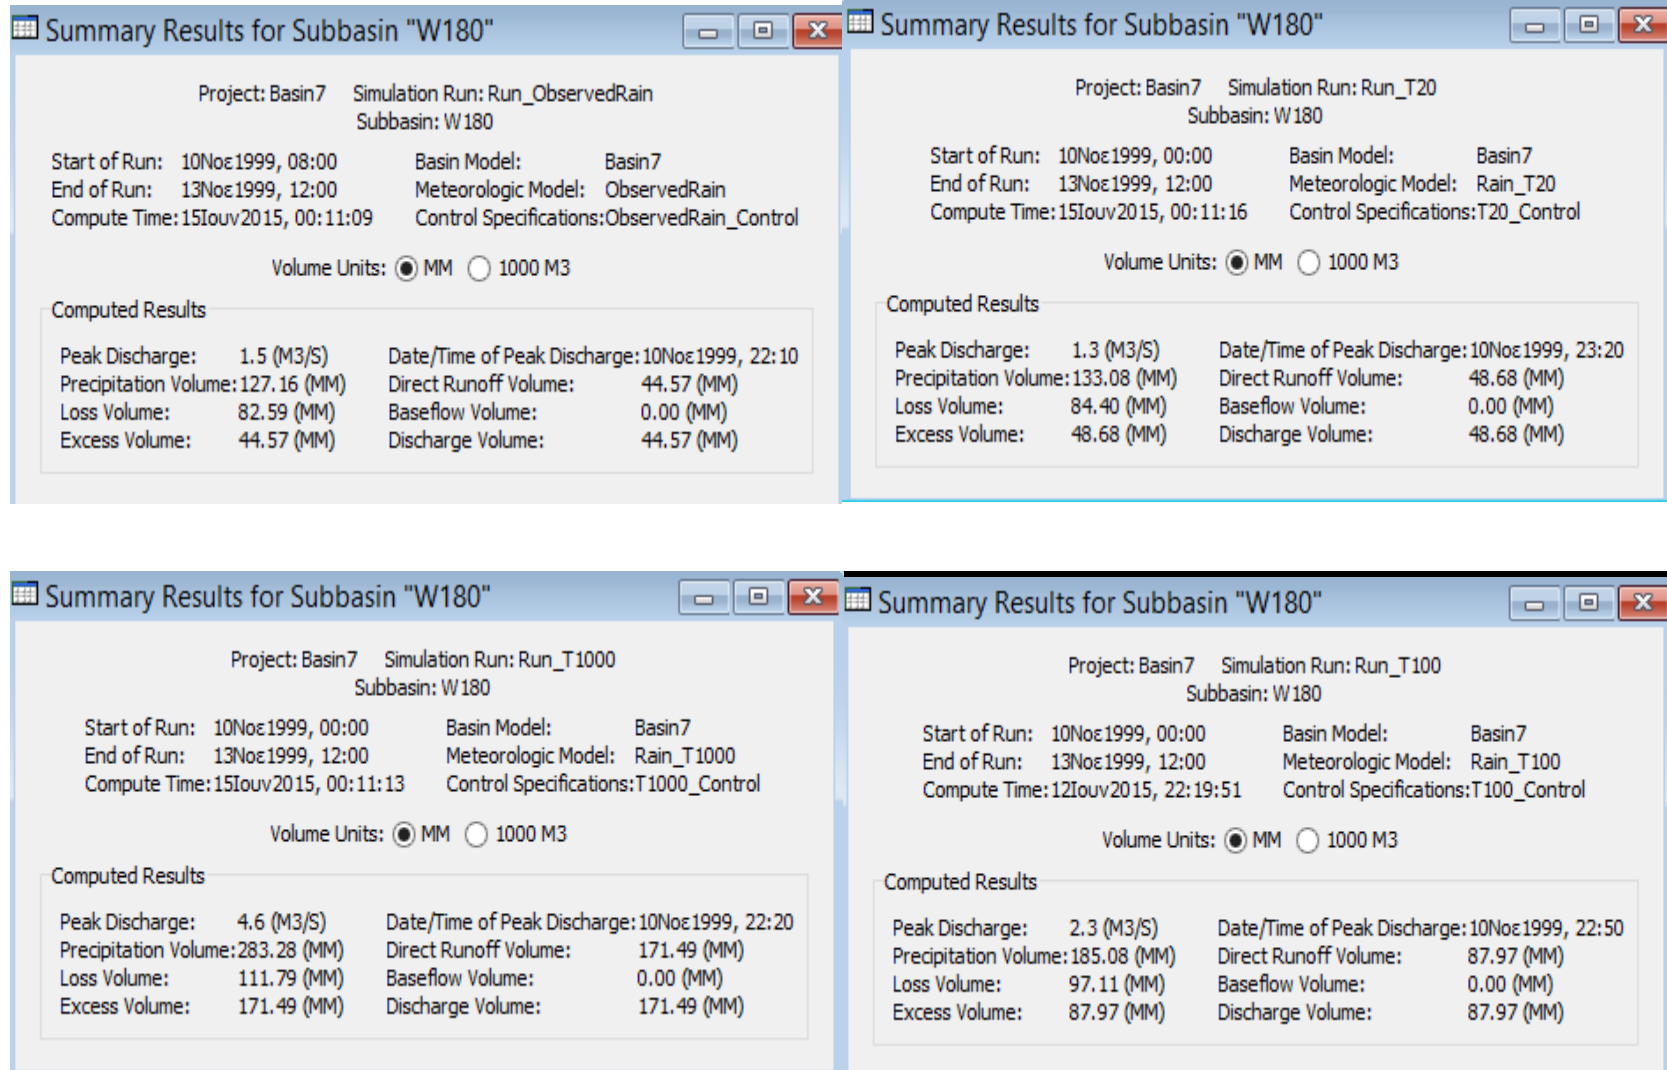 Summary Results for Subbasin "W180"
Project: Basin7 Simulation Run: Run_ObservedRain
Subbasin: W180
Start of Run: 10Νοε1999, 08:00 Basin Model: Basin7
End of Run: 13Νοε1999, 12:00 Meteorologic Model: ObservedRain
Compute Time: 15Ιουν2015, 00:11:09 Control Specifications: ObservedRain_Control
Volume Units: MM 1000 M3
Computed Results
Peak Discharge: 1.5 (M3/S) Date/Time of Peak Discharge: 10Νοε1999, 22:10
Precipitation Volume: 127.16 (MM) Direct Runoff Volume: 44.57 (MM)
Loss Volume: 82.59 (MM) Baseflow Volume: 0.00 (MM)
Excess Volume: 44.57 (MM) Discharge Volume: 44.57 (MM)
Summary Results for Subbasin "W180"
Project: Basin7 Simulation Run: Run_T20
Subbasin: W180
Start of Run: 10Νοε1999, 00:00 Basin Model: Basin7
End of Run: 13Νοε1999, 12:00 Meteorologic Model: Rain_T20
Compute Time: 15Ιουν2015, 00:11:16 Control Specifications: T20_Control
Volume Units: MM 1000 M3
Computed Results
Peak Discharge: 1.3 (M3/S) Date/Time of Peak Discharge: 10Νοε1999, 23:20
Precipitation Volume: 133.08 (MM) Direct Runoff Volume: 48.68 (MM)
Loss Volume: 84.40 (MM) Baseflow Volume: 0.00 (MM)
Excess Volume: 48.68 (MM) Discharge Volume: 48.68 (MM)
Summary Results for Subbasin "W180"
Project: Basin7 Simulation Run: Run_T1000
Subbasin: W180
Start of Run: 10Νοε1999, 00:00 Basin Model: Basin7
End of Run: 13Νοε1999, 12:00 Meteorologic Model: Rain_T1000
Compute Time: 15Ιουν2015, 00:11:13 Control Specifications: T1000_Control
Volume Units: MM 1000 M3
Computed Results
Peak Discharge: 4.6 (M3/S) Date/Time of Peak Discharge: 10Νοε1999, 22:20
Precipitation Volume: 283.28 (MM) Direct Runoff Volume: 171.49 (MM)
Loss Volume: 111.79 (MM) Baseflow Volume: 0.00 (MM)
Excess Volume: 171.49 (MM) Discharge Volume: 171.49 (MM)
Summary Results for Subbasin "W180"
Project: Basin7 Simulation Run: Run_T100
Subbasin: W180
Start of Run: 10Νοε1999, 00:00 Basin Model: Basin7
End of Run: 13Νοε1999, 12:00 Meteorologic Model: Rain_T100
Compute Time: 12Ιουν2015, 22:19:51 Control Specifications: T100_Control
Volume Units: MM 1000 M3
Computed Results
Peak Discharge: 2.3 (M3/S) Date/Time of Peak Discharge: 10Νοε1999, 22:50
Precipitation Volume: 185.08 (MM) Direct Runoff Volume: 87.97 (MM)
Loss Volume: 97.11 (MM) Baseflow Volume: 0.00 (MM)
Excess Volume: 87.97 (MM) Discharge Volume: 87.97 (MM)